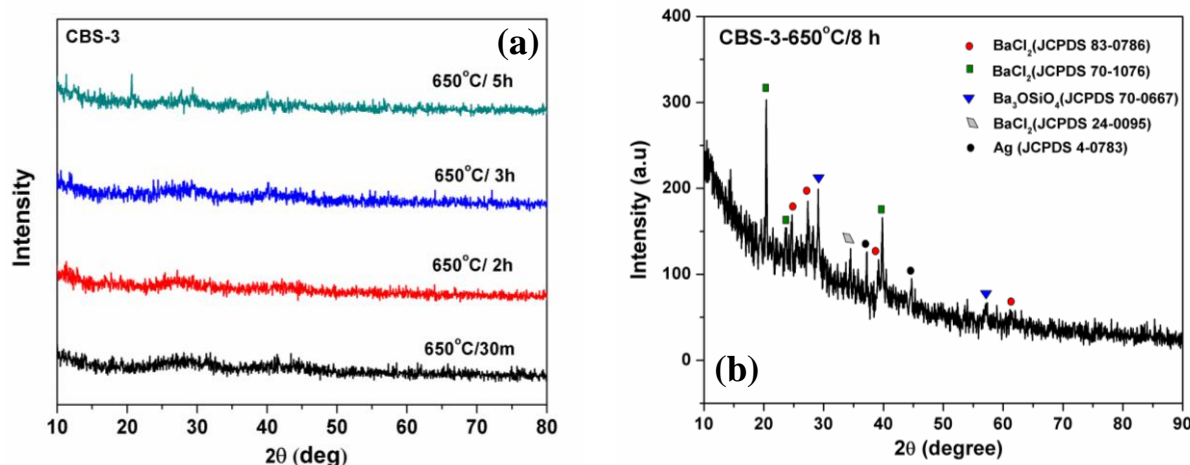 CBS-3
(a)
650°C/ 5h
650°C/ 3h
650°C/ 2h
650°C/30m
Intensity
10 20 30 40 50 60 70 80
2θ (deg)
CBS-3-650°C/8 h
BaCl₂(JCPDS 83-0786)
BaCl₂(JCPDS 70-1076)
Ba₃OSiO₄(JCPDS 70-0667)
BaCl₂(JCPDS 24-0095)
Ag (JCPDS 4-0783)
400
300
200
100
0
Intensity (a.u)
(b)
10 20 30 40 50 60 70 80 90
2θ (degree)